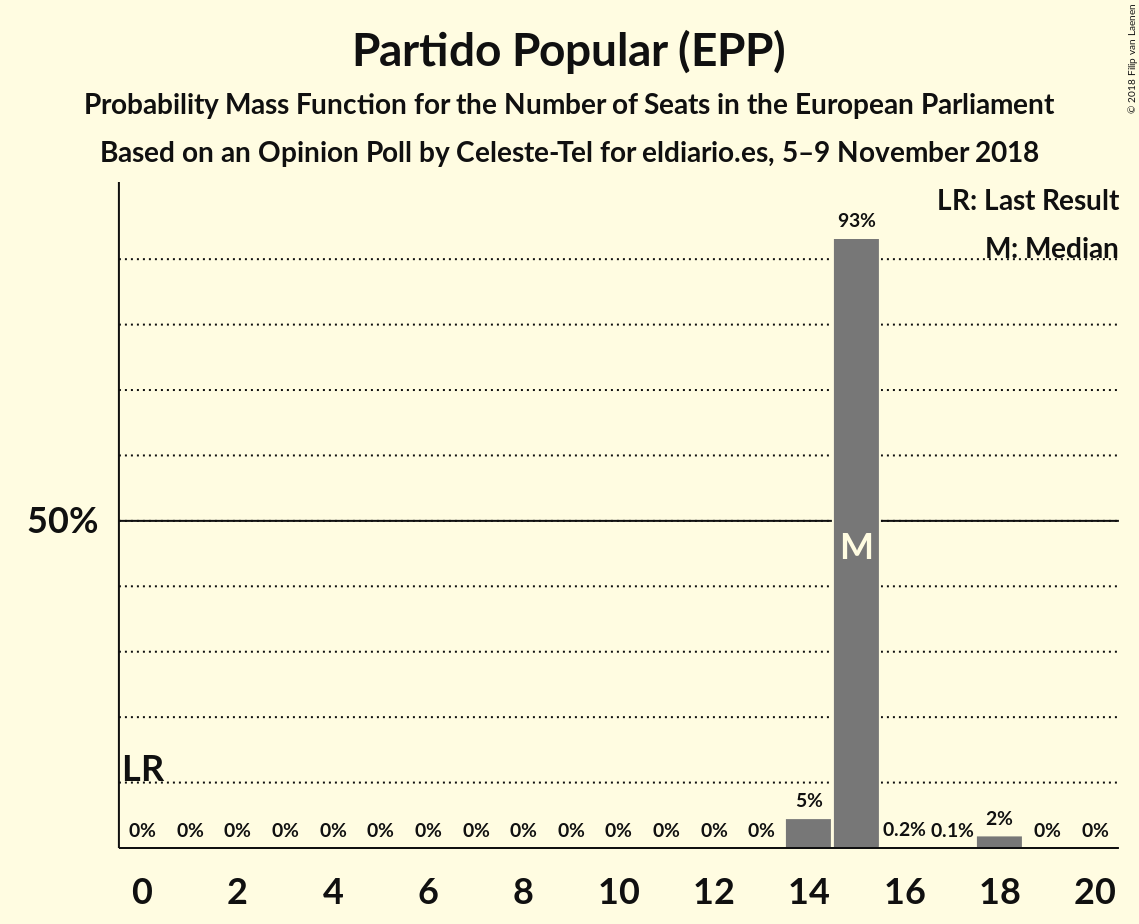 Partido Popular (EPP)
Probability Mass Function for the Number of Seats in the European Parliament
Based on an Opinion Poll by Celeste-Tel for eldiario.es, 5–9 November 2018
© 2018 Filip van Laenen
LR: Last Result
M: Median
93%
50%
M
LR
5%
2%
0% 0% 0% 0% 0% 0% 0% 0% 0% 0% 0% 0% 0% 0% 0.2% 0.1% 0% 0%
0 2 4 6 8 10 12 14 16 18 20